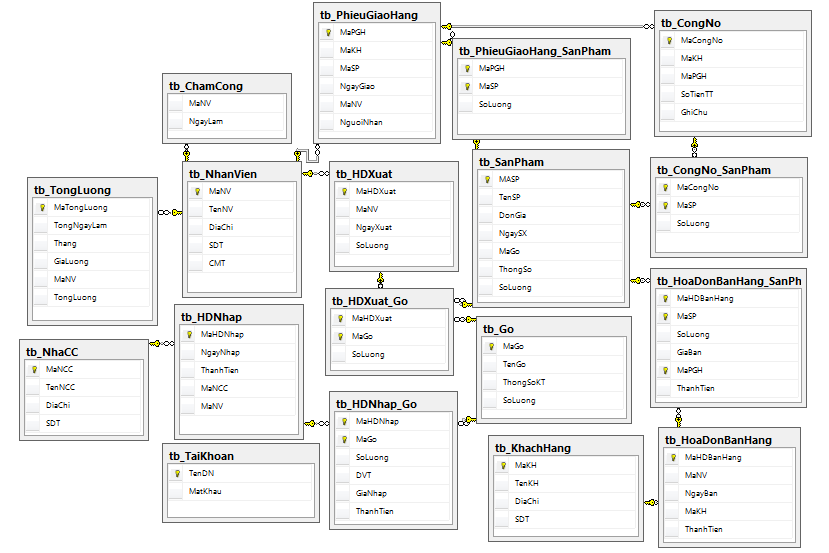 tb_PhieuGiaoHang
MaPGH
MaKH
MaSP
NgayGiao
MaNV
NguoiNhan
tb_PhieuGiaoHang_SanPham
MaPGH
MaSP
SoLuong
tb_CongNo
MaCongNo
MaKH
MaPGH
SoTienTT
GhiChu
tb_ChamCong
MaNV
NgayLam
tb_NhanVien
MaNV
TenNV
DiaChi
SDT
CMT
tb_HDXuat
MaHDXuat
MaNV
NgayXuat
SoLuong
tb_SanPham
MASP
TenSP
DonGia
NgaySX
MaGo
ThongSo
SoLuong
tb_CongNo_SanPham
MaCongNo
MaSP
SoLuong
tb_TongLuong
MaTongLuong
TongNgayLam
Thang
GiaLuong
MaNV
TongLuong
tb_HoaDonBanHang_SanPh
MaHDBanHang
MaSP
SoLuong
GiaBan
MaPGH
ThanhTien
tb_HDXuat_Go
MaHDXuat
MaGo
SoLuong
tb_HDNhap
MaHDNhap
NgayNhap
ThanhTien
MaNCC
MaNV
tb_Go
MaGo
TenGo
ThongSoKT
SoLuong
tb_NhaCC
MaNCC
TenNCC
DiaChi
SDT
tb_HDNhap_Go
MaHDNhap
MaGo
SoLuong
DVT
GiaNhap
ThanhTien
tb_TaiKhoan
TenDN
MatKhau
tb_KhachHang
MaKH
TenKH
DiaChi
SDT
tb_HoaDonBanHang
MaHDBanHang
MaNV
NgayBan
MaKH
ThanhTien